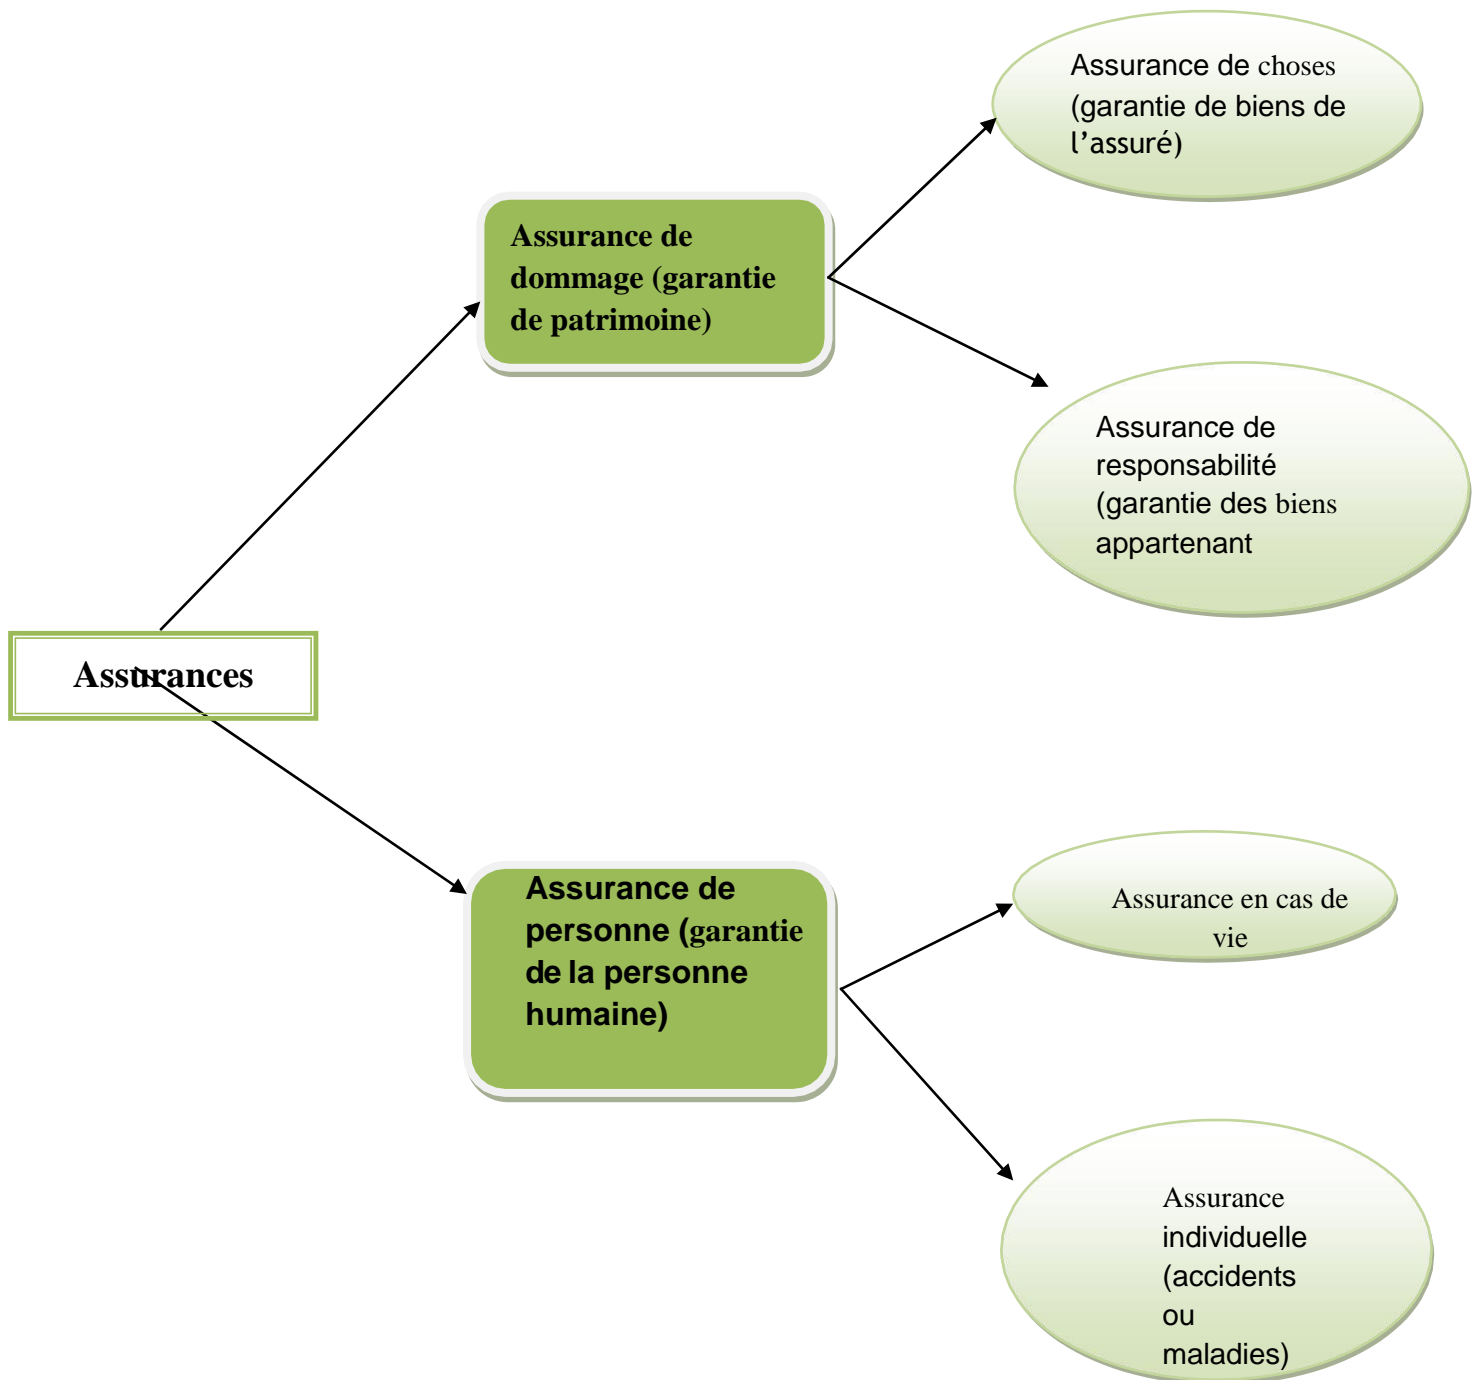 Assurance de choses
(garantie de biens de
l’assuré)
Assurance de
dommage (garantie
de patrimoine)
Assurance de
responsabilité
(garantie des biens
appartenant
Assurances
Assurance de
personne (garantie
de la personne
humaine)
Assurance en cas de
vie
Assurance
individuelle
(accidents
ou
maladies)